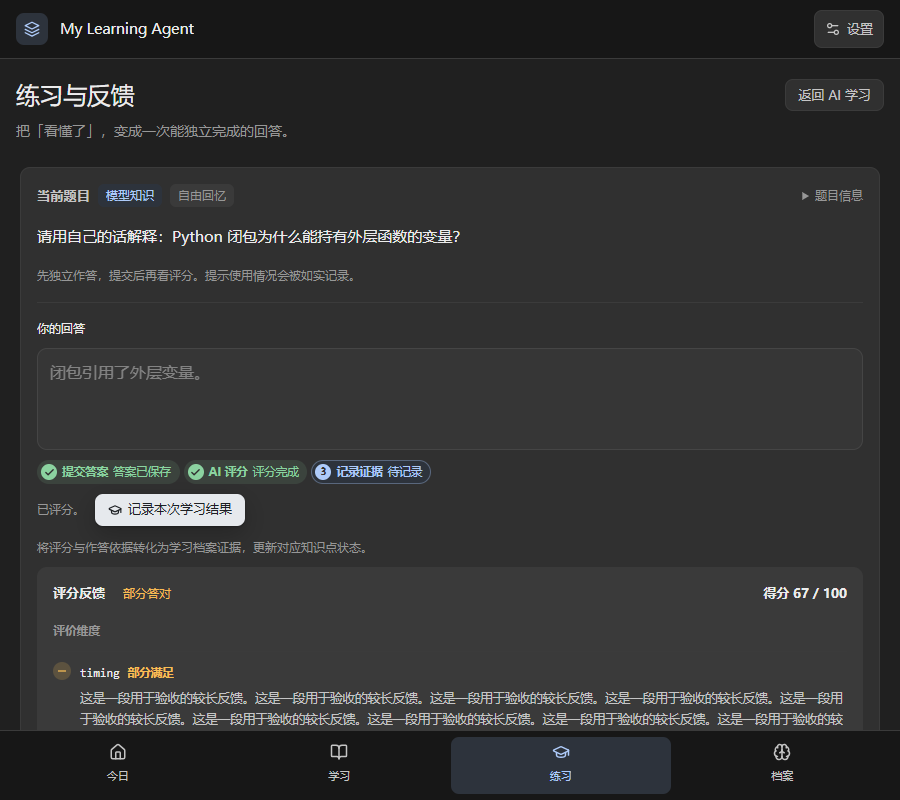 My Learning Agent
设置
练习与反馈
返回 AI 学习
把「看懂了」，变成一次能独立完成的回答。
当前题目 模型知识 自由回忆
题目信息
请用自己的话解释：Python 闭包为什么能持有外层函数的变量？
先独立作答，提交后再看评分。提示使用情况会被如实记录。
你的回答
闭包引用了外层变量。
提交答案 答案已保存 AI 评分 评分完成 3 记录证据 待记录
已评分。 记录本次学习结果
将评分与作答依据转化为学习档案证据，更新对应知识点状态。
评分反馈 部分答对
得分 67 / 100
评价维度
timing 部分满足
这是一段用于验收的较长反馈。这是一段用于验收的较长反馈。这是一段用于验收的较长反馈。这是一段用于验收的较长反馈。这是一段用
于验收的较长反馈。这是一段用于验收的较长反馈。这是一段用于验收的较长反馈。这是一段用于验收的较长反馈。这是一段用于验收的较
今日
学习
练习
档案